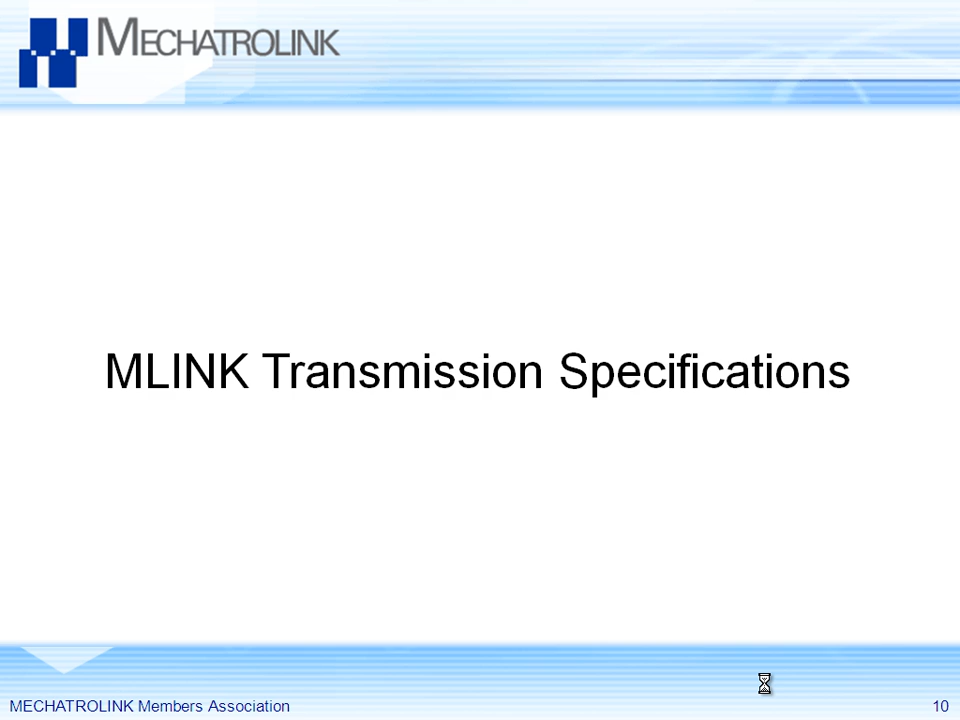 MECHATROLINK
MLINK Transmission Specifications
MECHATROLINK Members Association
10